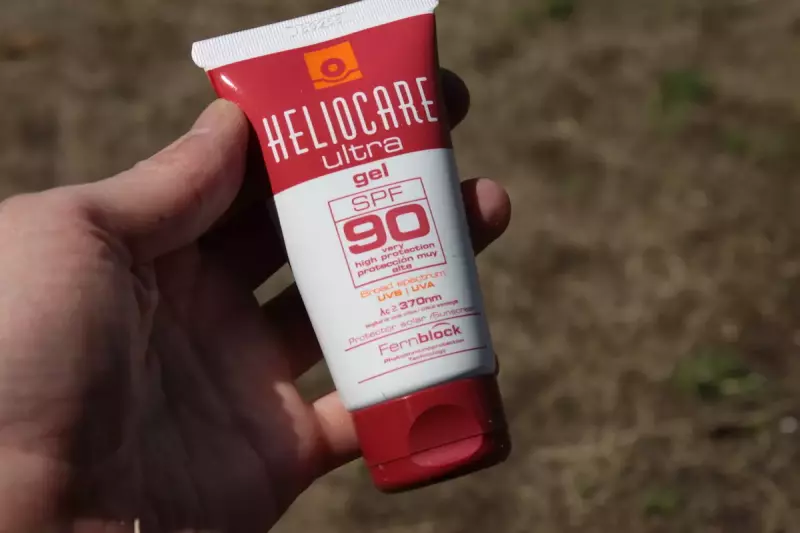 HELIOCARE
ultra
gel
SPF
90
very
high protection
protección muy
alta
Broad spectrum
UVB | UVA
λc ≥ 370nm
Protector solar/Sunscreen
Fernblock
technology